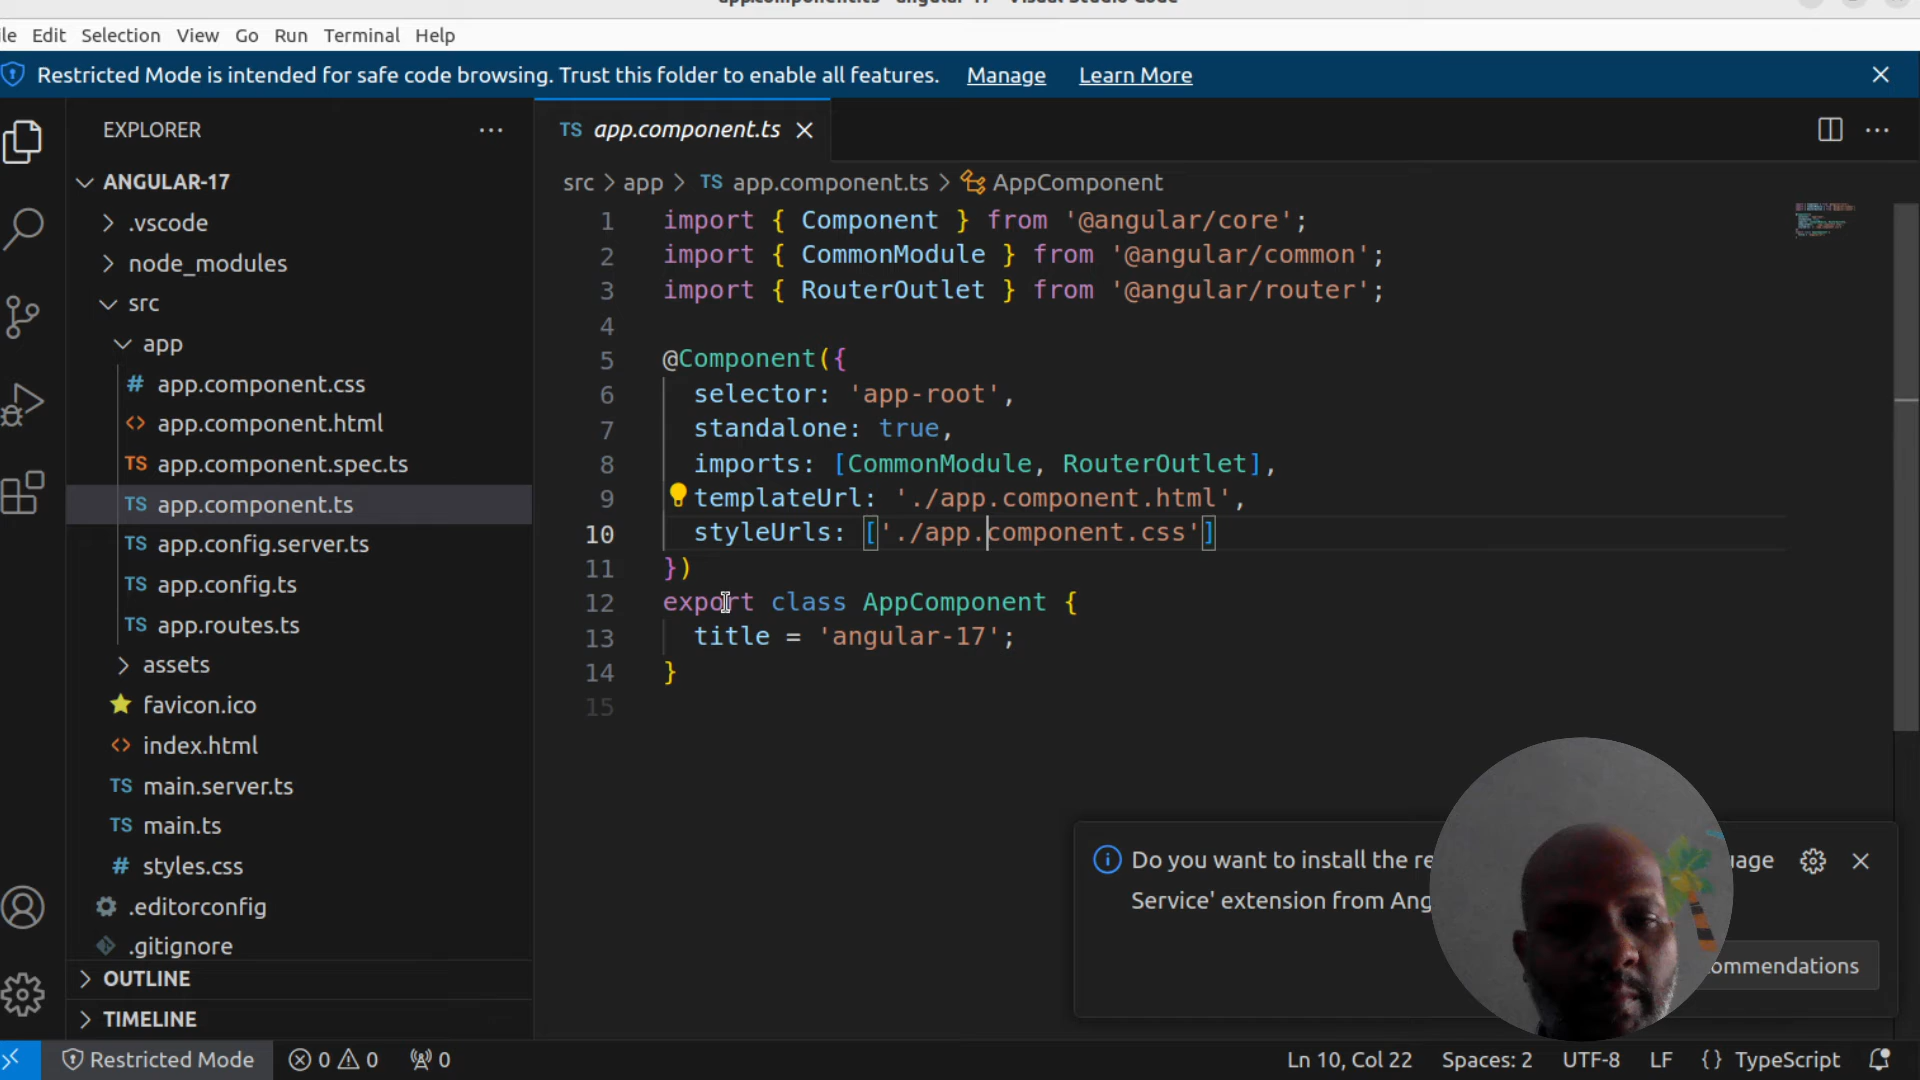 Edit Selection View Go Run Terminal Help
Restricted Mode is intended for safe code browsing. Trust this folder to enable all features. Manage Learn More
EXPLORER
ANGULAR-17
.vscode
node_modules
src
app
app.component.css
app.component.html
app.component.spec.ts
app.component.ts
app.config.server.ts
app.config.ts
app.routes.ts
assets
favicon.ico
index.html
main.server.ts
main.ts
styles.css
.editorconfig
.gitignore
OUTLINE
TIMELINE
TS app.component.ts
src > app > TS app.component.ts > AppComponent
1 import { Component } from '@angular/core';
2 import { CommonModule } from '@angular/common';
3 import { RouterOutlet } from '@angular/router';
4
5 @Component({
6 selector: 'app-root',
7 standalone: true,
8 imports: [CommonModule, RouterOutlet],
9 templateUrl: './app.component.html',
10 styleUrls: ['./app.component.css']
11 })
12 export class AppComponent {
13 title = 'angular-17';
14 }
15
Do you want to install the
Service' extension from
Restricted Mode 0 0 0 Ln 10, Col 22 Spaces: 2 UTF-8 LF {} TypeScript